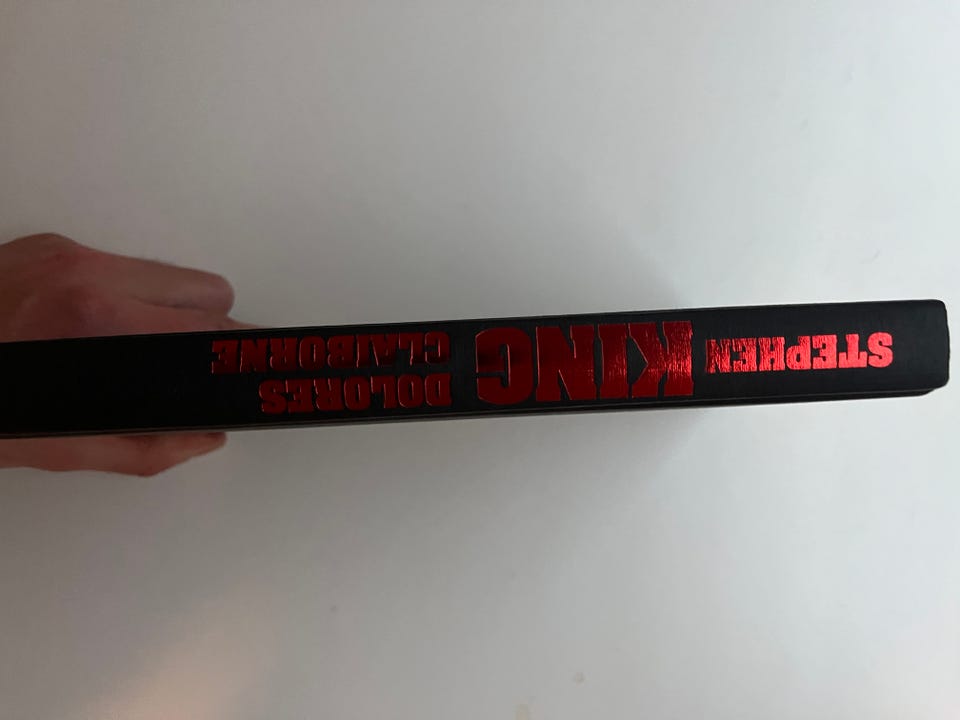 STEPHEN
KING
DOLORES
CLAIBORNE